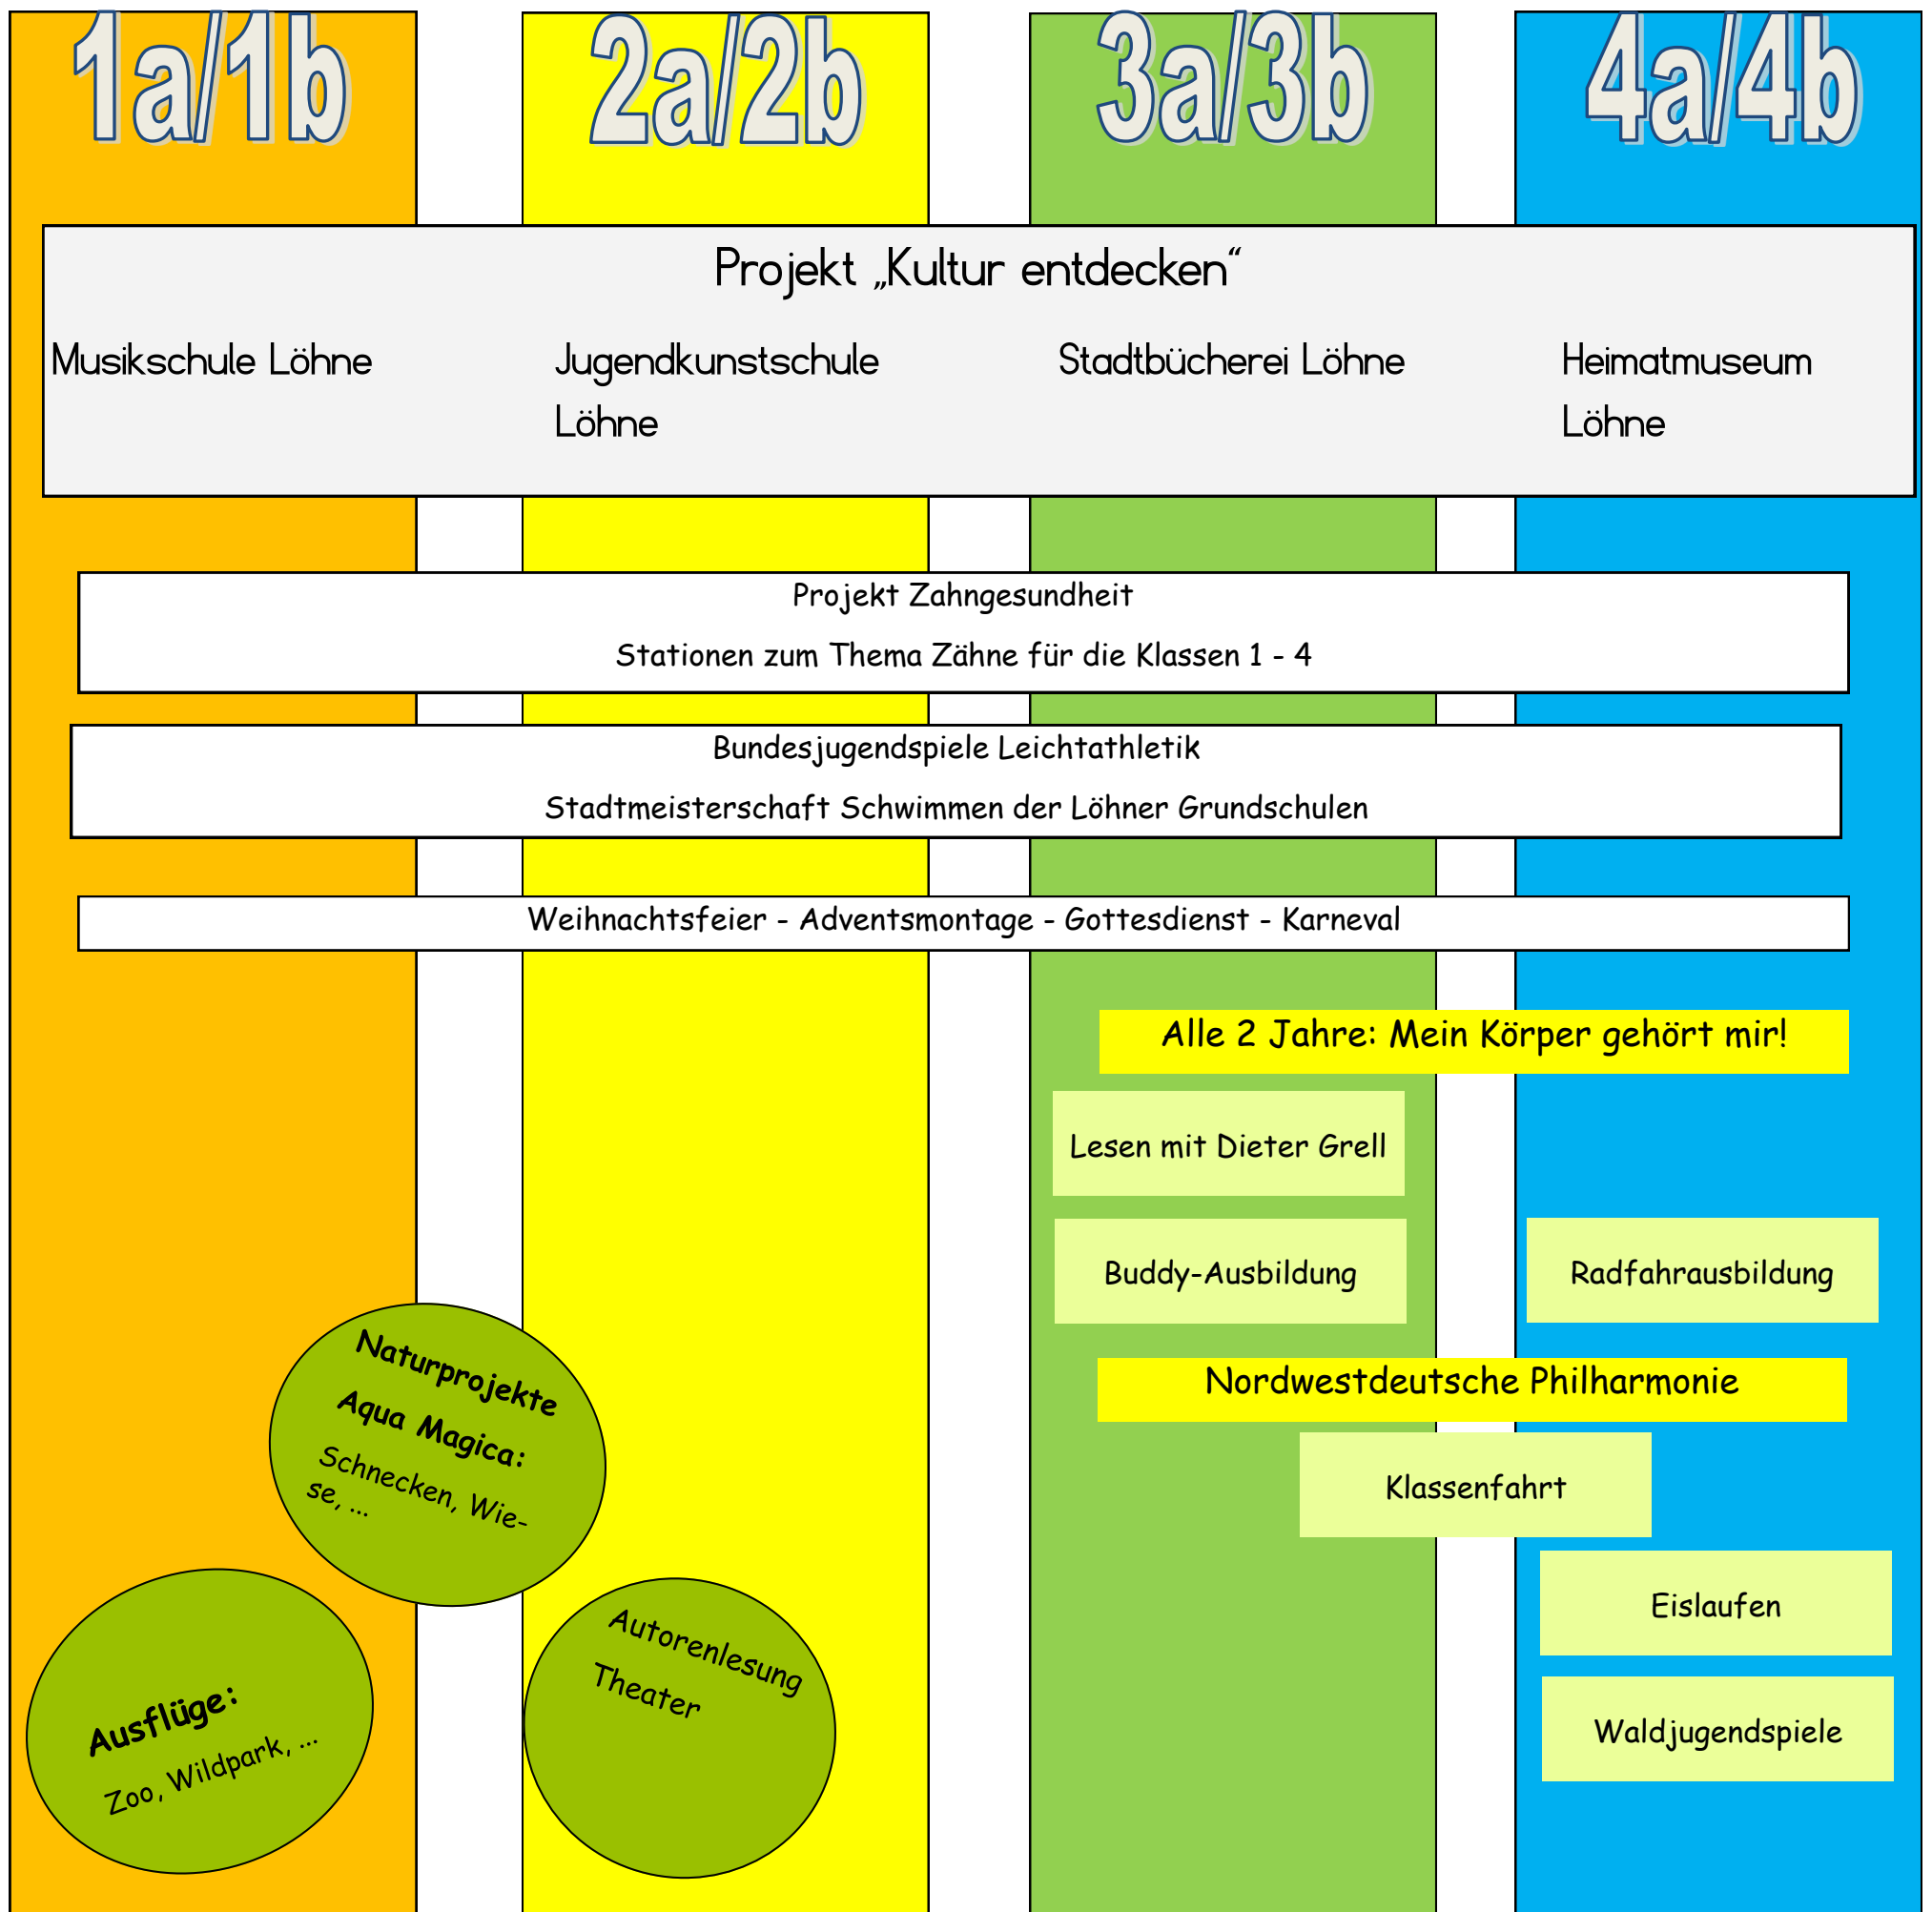 1a/1b
2a/2b
3a/3b
4a/4b
Projekt „Kultur entdecken“
Musikschule Löhne
Jugendkunstschule
Löhne
Stadtbücherei Löhne
Heimatmuseum
Löhne
Projekt Zahngesundheit
Stationen zum Thema Zähne für die Klassen 1 - 4
Bundesjugendspiele Leichtathletik
Stadtmeisterschaft Schwimmen der Löhner Grundschulen
Weihnachtsfeier - Adventsmontage - Gottesdienst - Karneval
Alle 2 Jahre: Mein Körper gehört mir!
Lesen mit Dieter Grell
Buddy-Ausbildung
Radfahrausbildung
Nordwestdeutsche Philharmonie
Klassenfahrt
Eislaufen
Waldjugendspiele
Naturprojekte
Aqua Magica:
Schnecken, Wie-
se, ...
Autorenlesung
Theater
Ausflüge:
Zoo, Wildpark, ...